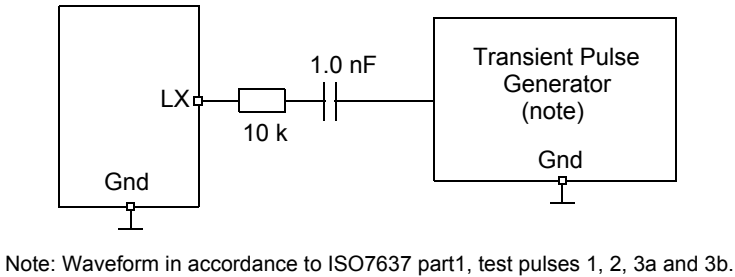 1.0 nF
LX
10 k
Gnd
Transient Pulse
Generator
(note)
Gnd
Note: Waveform in accordance to ISO7637 part1, test pulses 1, 2, 3a and 3b.